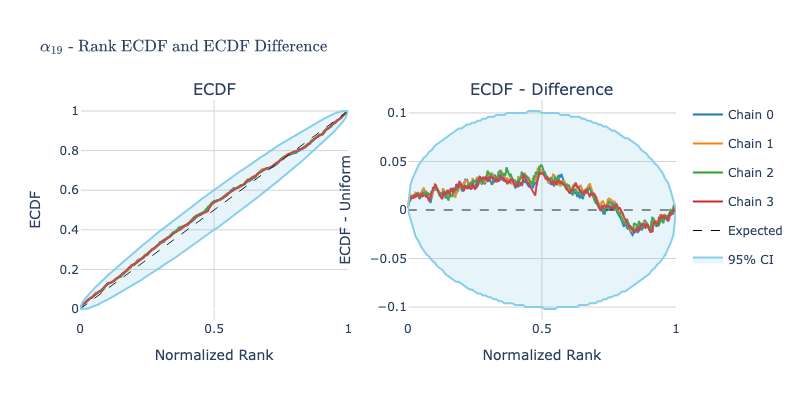 α₁₉ - Rank ECDF and ECDF Difference
ECDF
1
0.8
0.6
0.4
0.2
0
ECDF
0
0.5
1
Normalized Rank
ECDF - Difference
0.1
0.05
0
−0.05
−0.1
ECDF - Uniform
0
0.5
1
Normalized Rank
Chain 0
Chain 1
Chain 2
Chain 3
Expected
95% CI